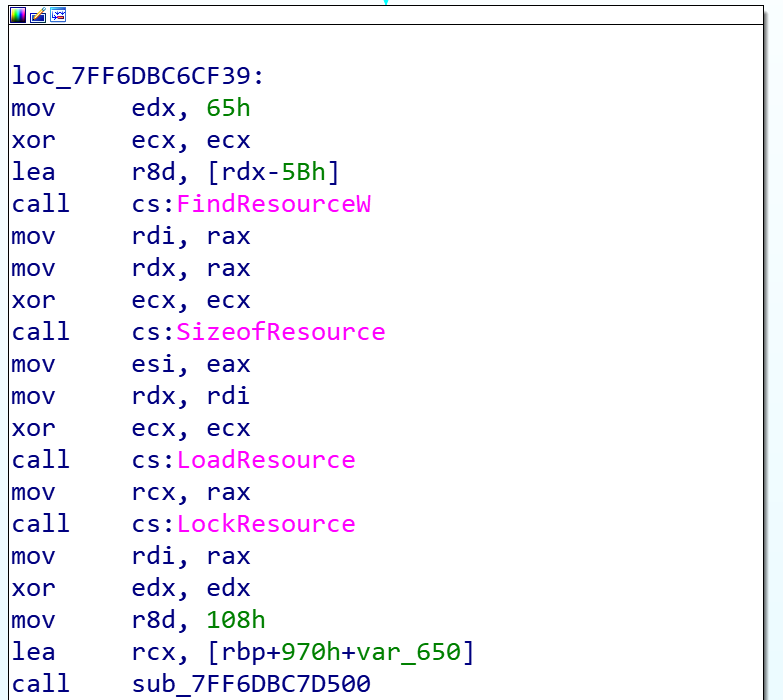 loc_7FF6DBC6CF39:
mov edx, 65h
xor ecx, ecx
lea r8d, [rdx-5Bh]
call cs:FindResourceW
mov rdi, rax
mov rdx, rax
xor ecx, ecx
call cs:SizeofResource
mov esi, eax
mov rdx, rdi
xor ecx, ecx
call cs:LoadResource
mov rcx, rax
call cs:LockResource
mov rdi, rax
xor edx, edx
mov r8d, 108h
lea rcx, [rbp+970h+var_650]
call sub_7FF6DBC7D500